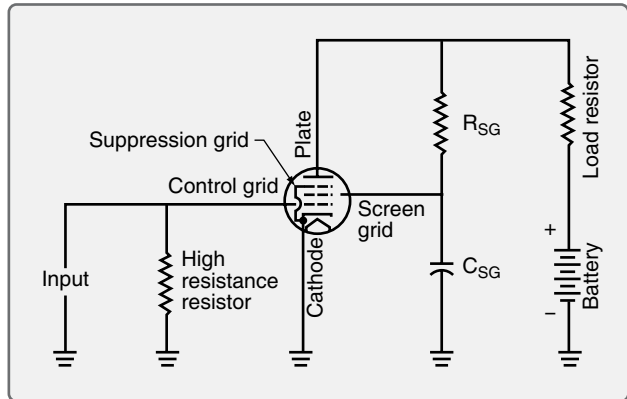 Plate
Suppression grid
Control grid
Screen
grid
Cathode
Input
High
resistance
resistor
R_SG
C_SG
Load resistor
+
Battery
−